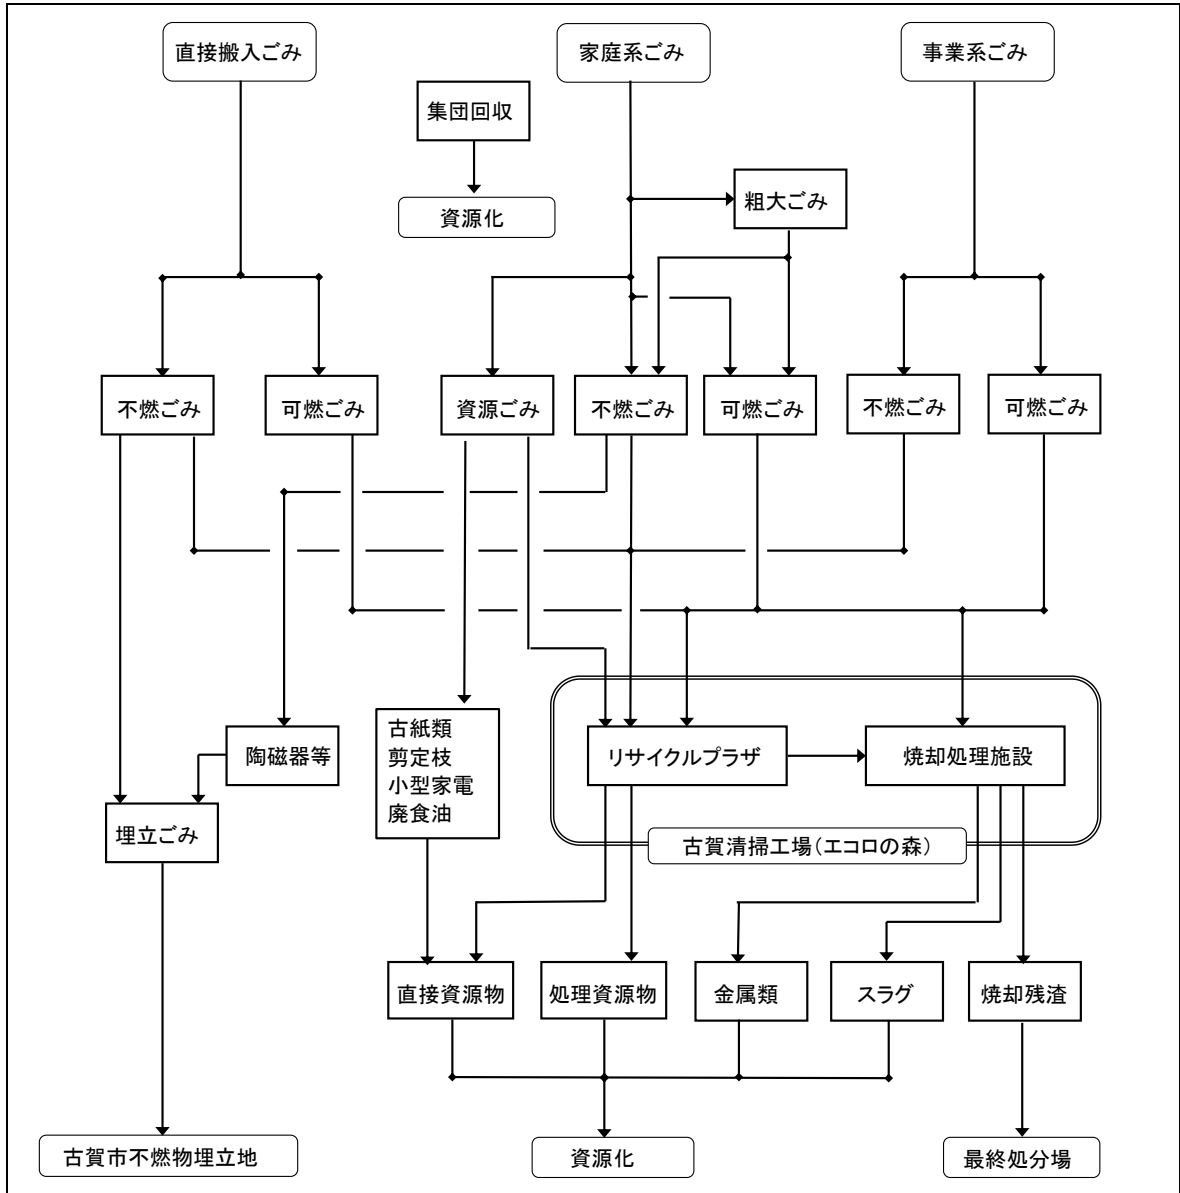 直接搬入ごみ
家庭系ごみ
事業系ごみ
集団回収
資源化
粗大ごみ
不燃ごみ
可燃ごみ
資源ごみ
不燃ごみ
可燃ごみ
不燃ごみ
可燃ごみ
古紙類
剪定枝
小型家電
廃食油
陶磁器等
リサイクルプラザ
焼却処理施設
埋立ごみ
古賀清掃工場(エコロの森)
直接資源物
処理資源物
金属類
スラグ
焼却残渣
古賀市不燃物埋立地
資源化
最終処分場